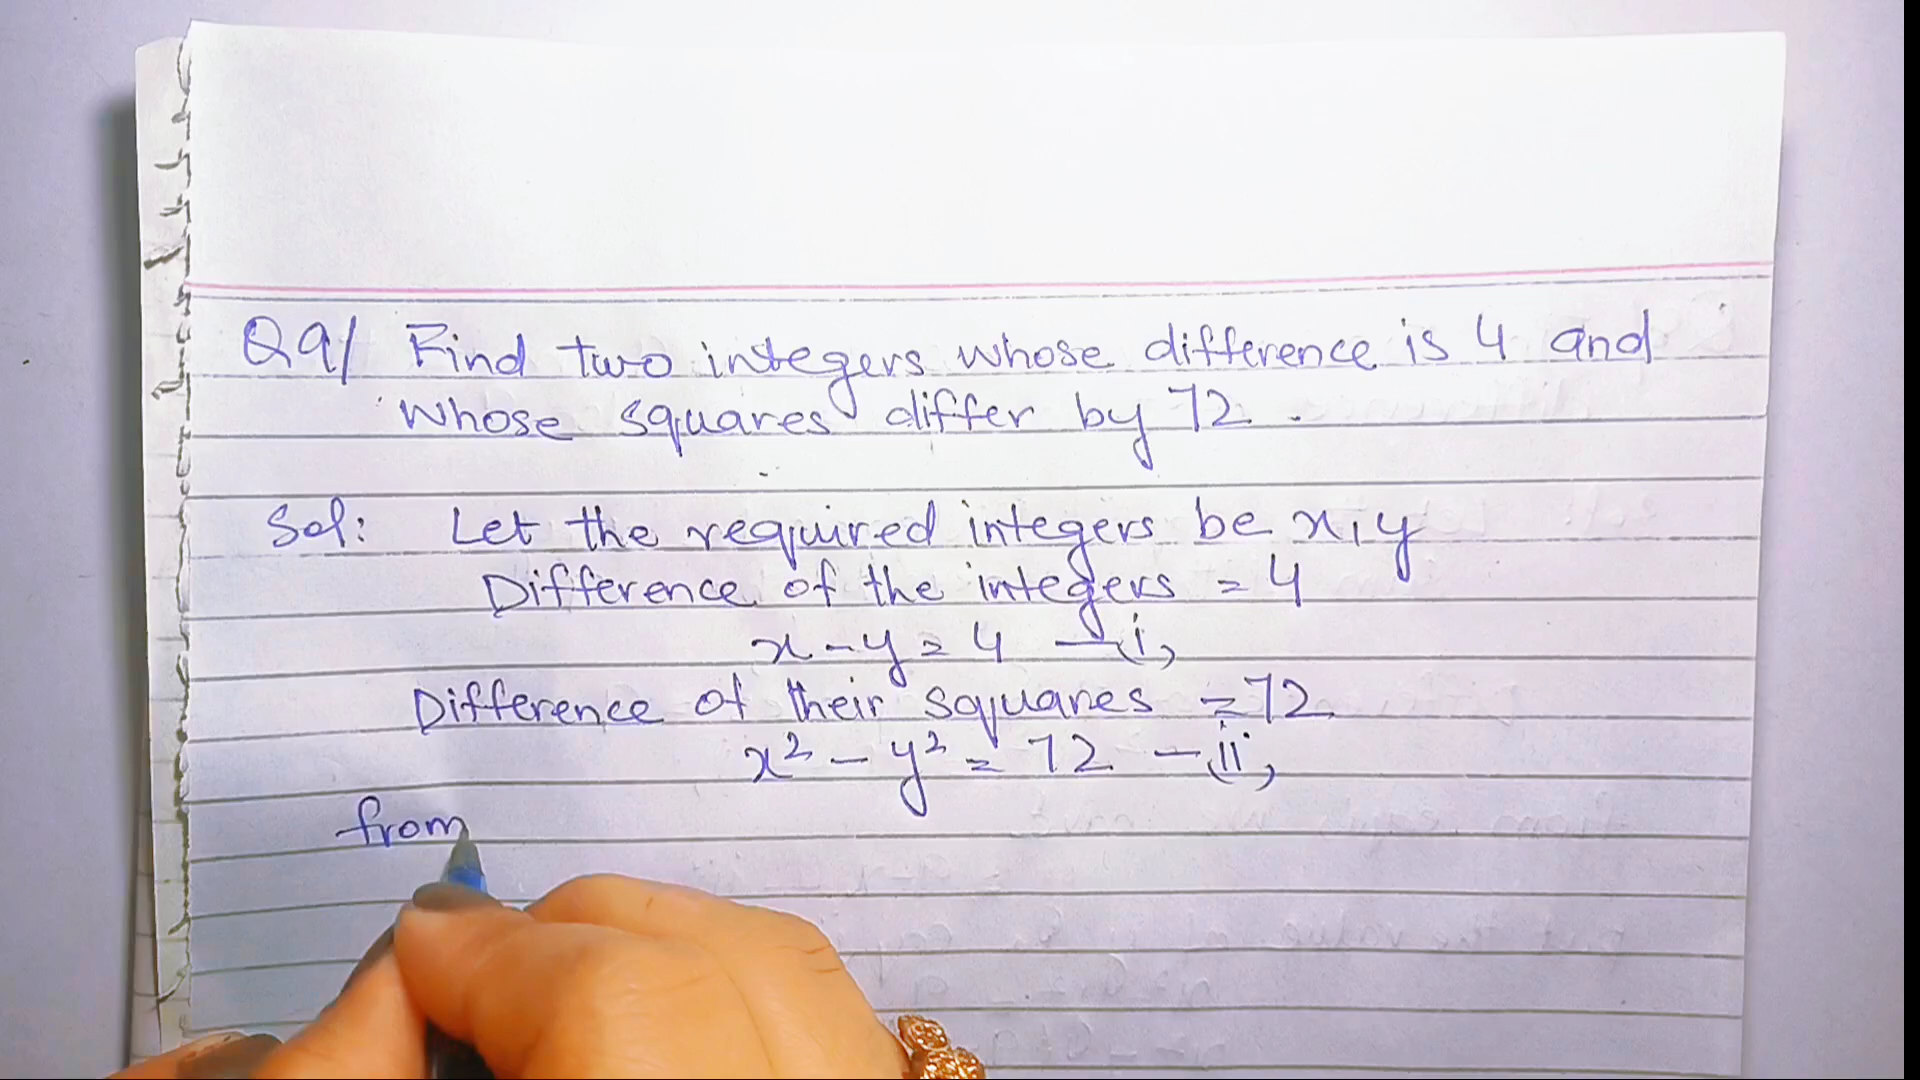 Q9/ Find two integers whose difference is 4 and
whose squares differ by 72.
Sol: Let the required integers be x, y
Difference of the integers = 4
x - y = 4 —(i)
Difference of their squares = 72
x² - y² = 72 —(ii)
from